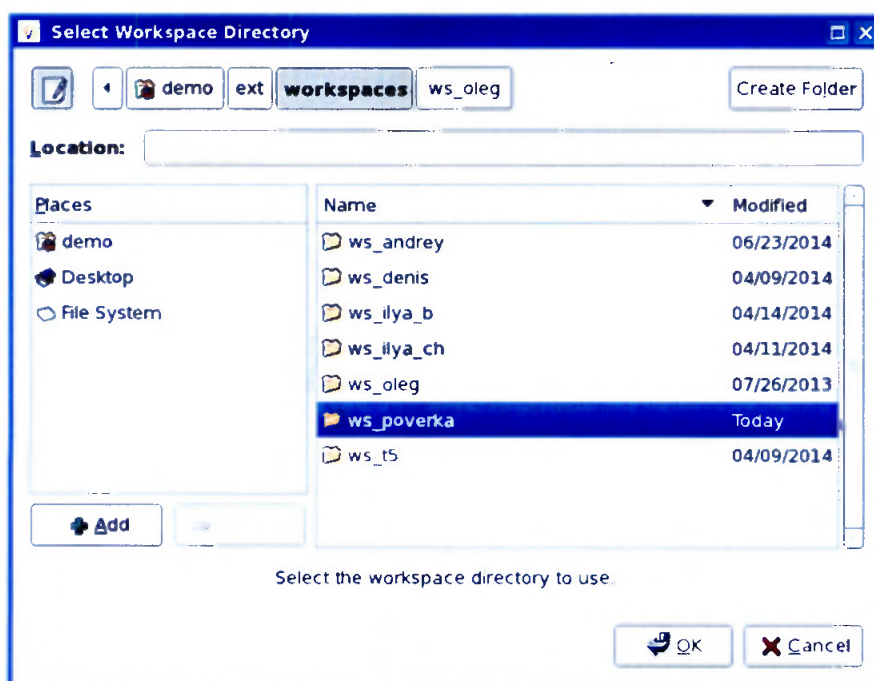 Select Workspace Directory
demo ext workspaces ws_oleg Create Folder
Location:
Places Name Modified
demo ws_andrey 06/23/2014
Desktop ws_denis 04/09/2014
File System ws_ilya_b 04/14/2014
ws_ilya_ch 04/11/2014
ws_oleg 07/26/2013
ws_poverka Today
ws_t5 04/09/2014
Add
Select the workspace directory to use.
OK Cancel